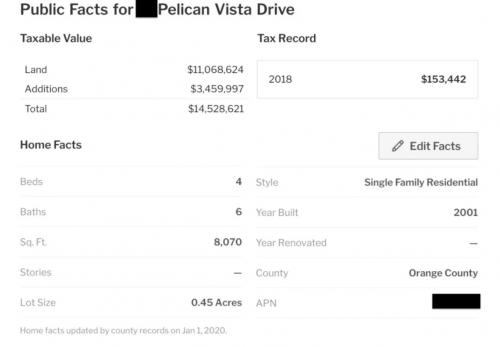 Public Facts for Pelican Vista Drive
Taxable Value
Land $11,068,624
Additions $3,459,997
Total $14,528,621
Tax Record
2018 $153,442
Home Facts
Edit Facts
Beds 4
Baths 6
Sq. Ft. 8,070
Stories —
Lot Size 0.45 Acres
Style Single Family Residential
Year Built 2001
Year Renovated —
County Orange County
APN
Home facts updated by county records on Jan 1, 2020.